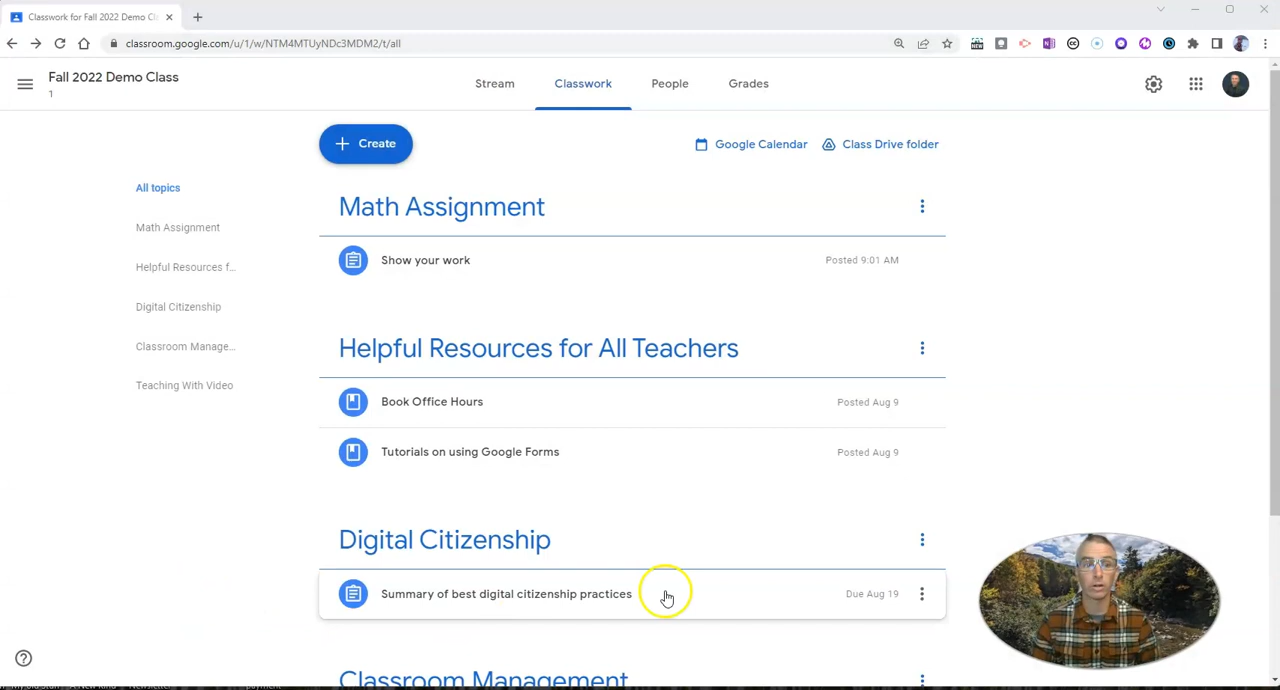 Classwork for Fall 2022 Demo Cl
classroom.google.com/u/1/w/NTM4MTUyNDc3MDM2/t/all
Fall 2022 Demo Class
1
Stream
Classwork
People
Grades
Create
Google Calendar
Class Drive folder
All topics
Math Assignment
Helpful Resources f...
Digital Citizenship
Classroom Manage...
Teaching With Video
Math Assignment
Show your work
Posted 9:01 AM
Helpful Resources for All Teachers
Book Office Hours
Posted Aug 9
Tutorials on using Google Forms
Posted Aug 9
Digital Citizenship
Summary of best digital citizenship practices
Due Aug 19
Classroom Management